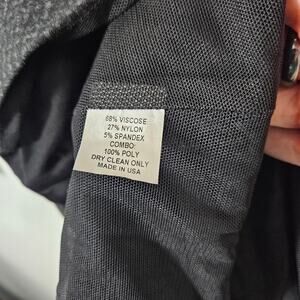 68% VISCOSE
27% NYLON
5% SPANDEX
COMBO:
100% POLY
DRY CLEAN ONLY
MADE IN USA